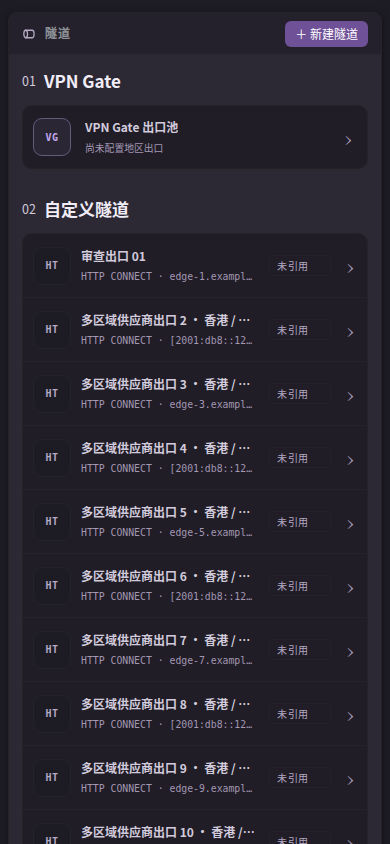 隧道
＋ 新建隧道
01 VPN Gate
VG
VPN Gate 出口池
尚未配置地区出口
02 自定义隧道
HT
审查出口 01
HTTP CONNECT · edge-1.exampl…
未引用
HT
多区域供应商出口 2 · 香港 / …
HTTP CONNECT · [2001:db8::12…
未引用
HT
多区域供应商出口 3 · 香港 / …
HTTP CONNECT · edge-3.exampl…
未引用
HT
多区域供应商出口 4 · 香港 / …
HTTP CONNECT · [2001:db8::12…
未引用
HT
多区域供应商出口 5 · 香港 / …
HTTP CONNECT · edge-5.exampl…
未引用
HT
多区域供应商出口 6 · 香港 / …
HTTP CONNECT · [2001:db8::12…
未引用
HT
多区域供应商出口 7 · 香港 / …
HTTP CONNECT · edge-7.exampl…
未引用
HT
多区域供应商出口 8 · 香港 / …
HTTP CONNECT · [2001:db8::12…
未引用
HT
多区域供应商出口 9 · 香港 / …
HTTP CONNECT · edge-9.exampl…
未引用
HT
多区域供应商出口 10 · 香港 /…
未引用